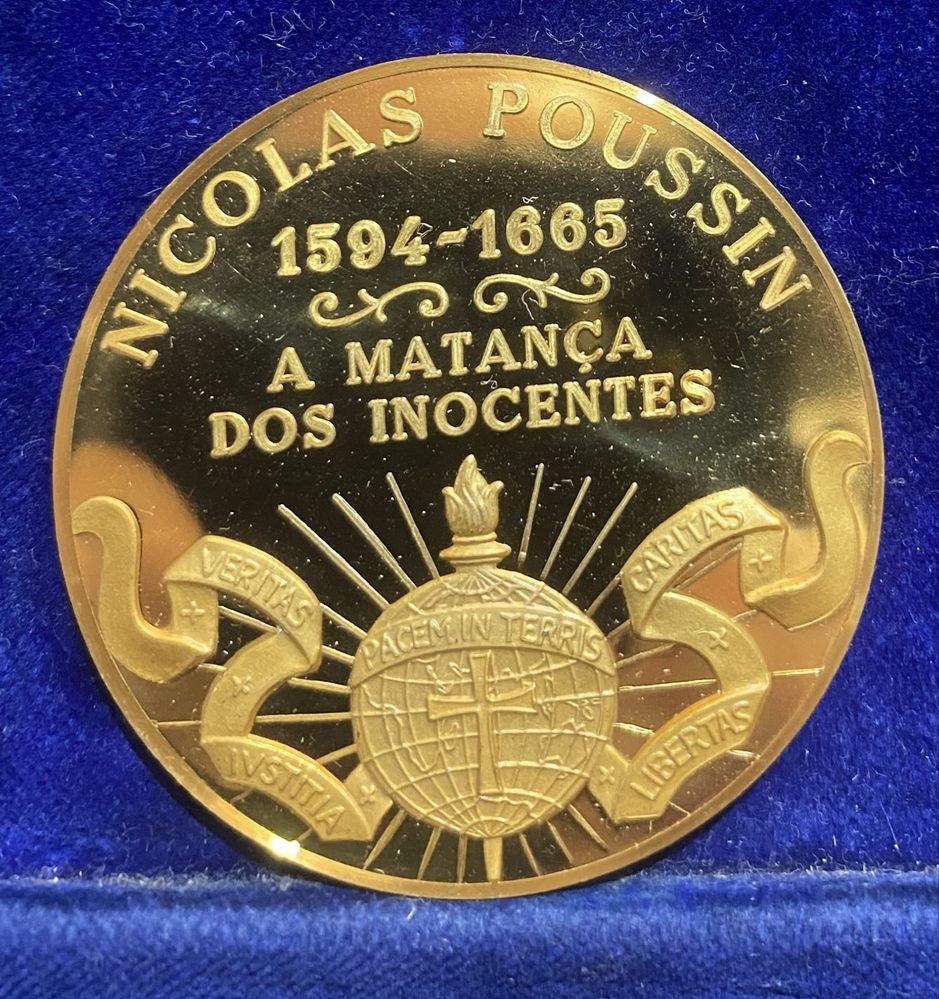 NICOLAS POUSSIN
1594-1665
A MATANÇA
DOS INOCENTES
VERITAS
IVSTITIA
PACEM IN TERRIS
CARITAS
LIBERTAS